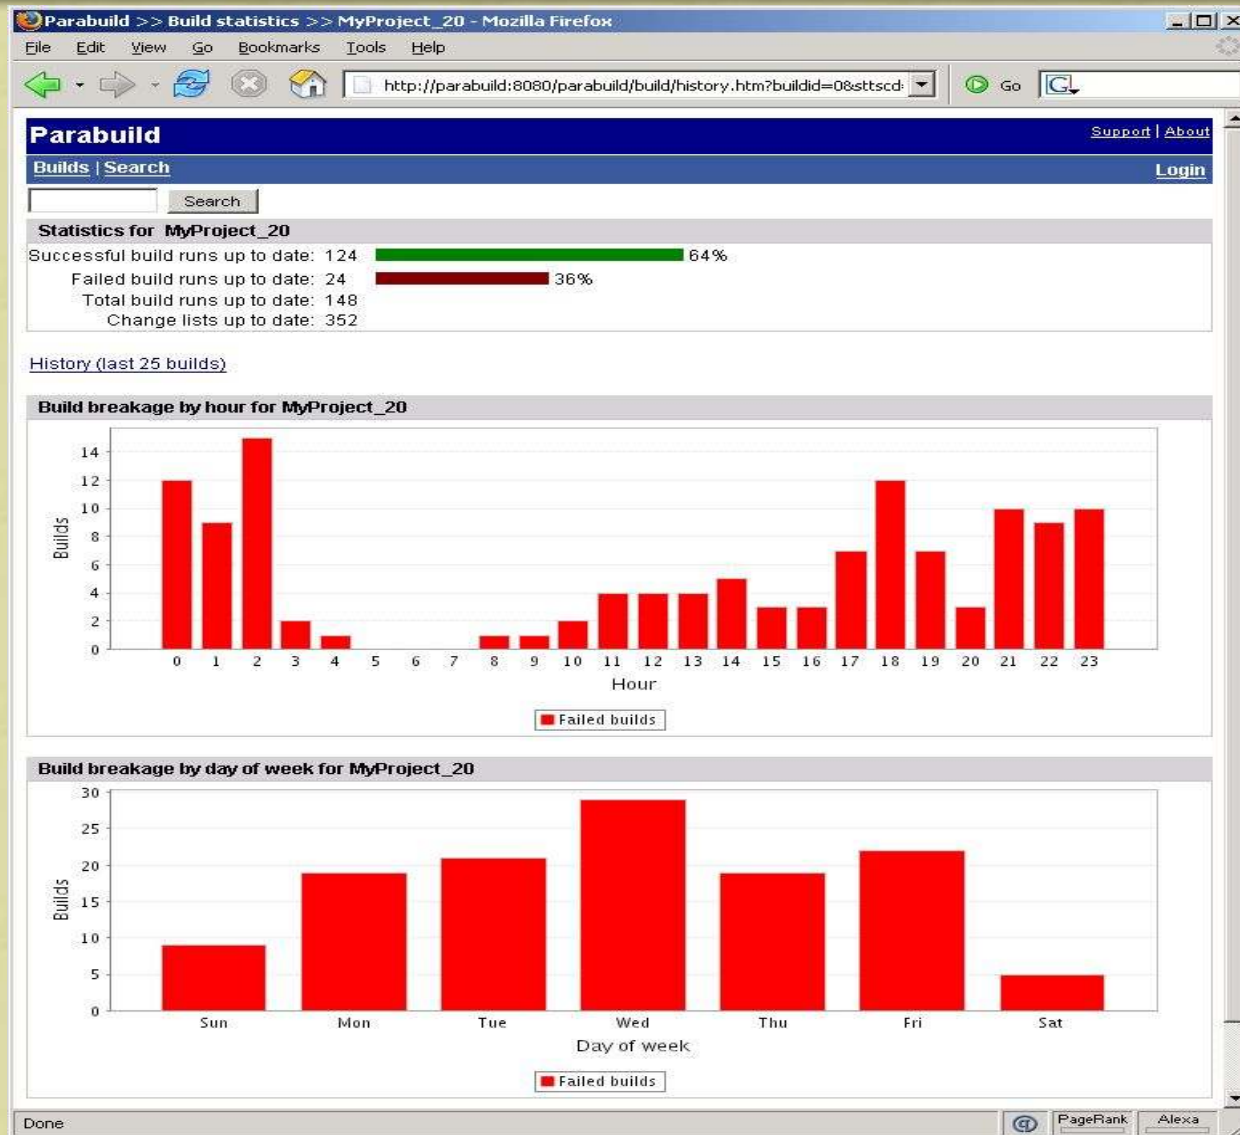 Parabuild >> Build statistics >> MyProject_20 - Mozilla Firefox
File Edit View Go Bookmarks Tools Help
http://parabuild:8080/parabuild/build/history.htm?buildid=0&sttscd= Go G
Parabuild Support | About
Builds | Search Login
Search
Statistics for MyProject_20
Successful build runs up to date: 124 64%
Failed build runs up to date: 24 36%
Total build runs up to date: 148
Change lists up to date: 352
History (last 25 builds)
Build breakage by hour for MyProject_20
14
12
10
8
6
4
2
0
Builds
0 1 2 3 4 5 6 7 8 9 10 11 12 13 14 15 16 17 18 19 20 21 22 23
Hour
Failed builds
Build breakage by day of week for MyProject_20
30
25
20
15
10
5
0
Builds
Sun Mon Tue Wed Thu Fri Sat
Day of week
Failed builds
Done PageRank Alexa